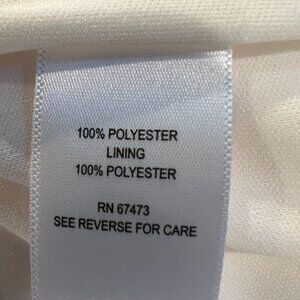 100% POLYESTER
LINING
100% POLYESTER
RN 67473
SEE REVERSE FOR CARE